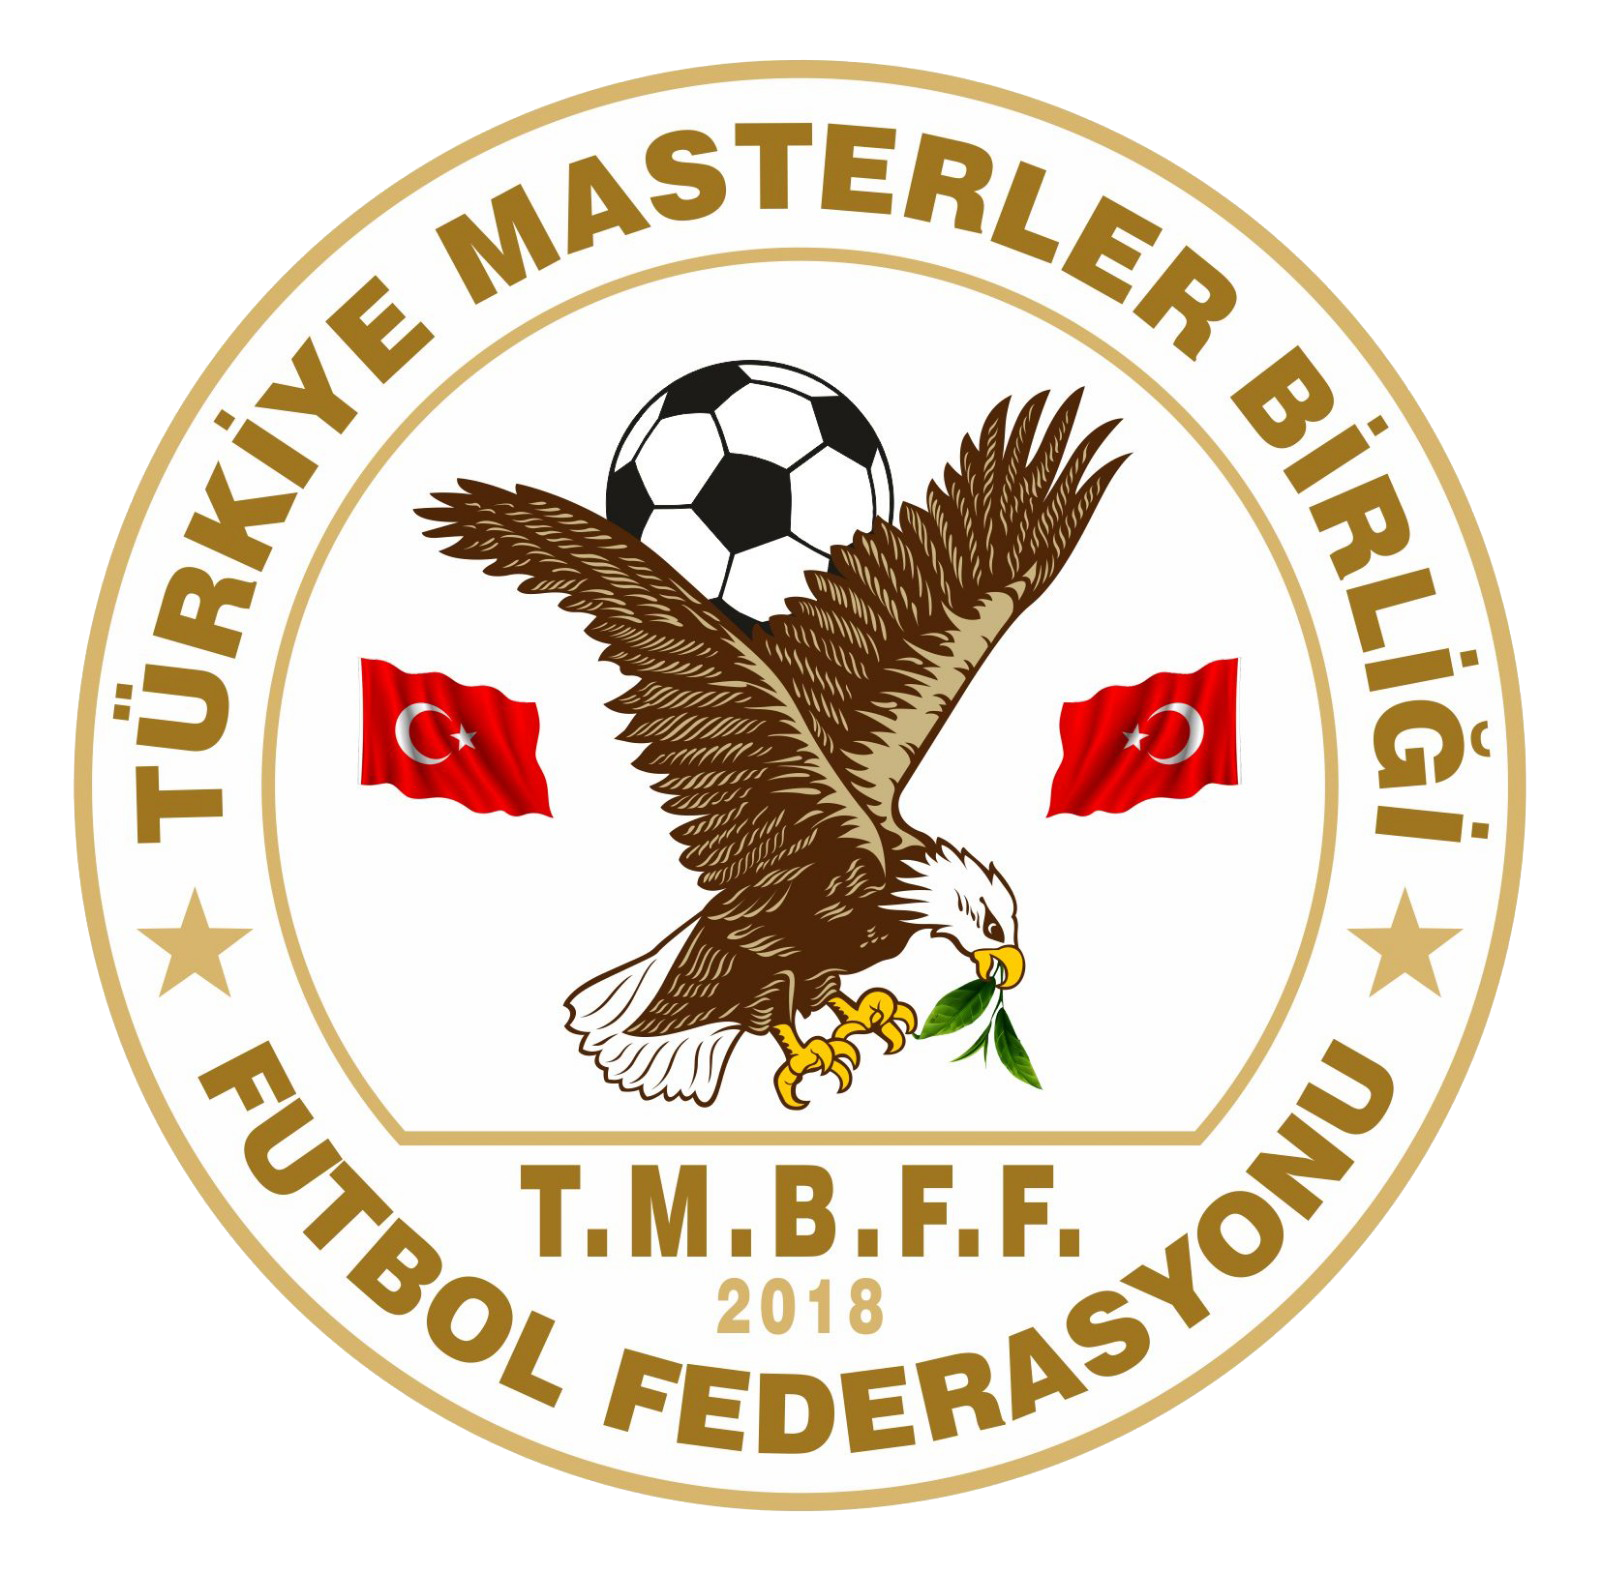 TÜRKİYE MASTERLER BİRLİĞİ
T.M.B.F.F.
2018
FUTBOL FEDERASYONU